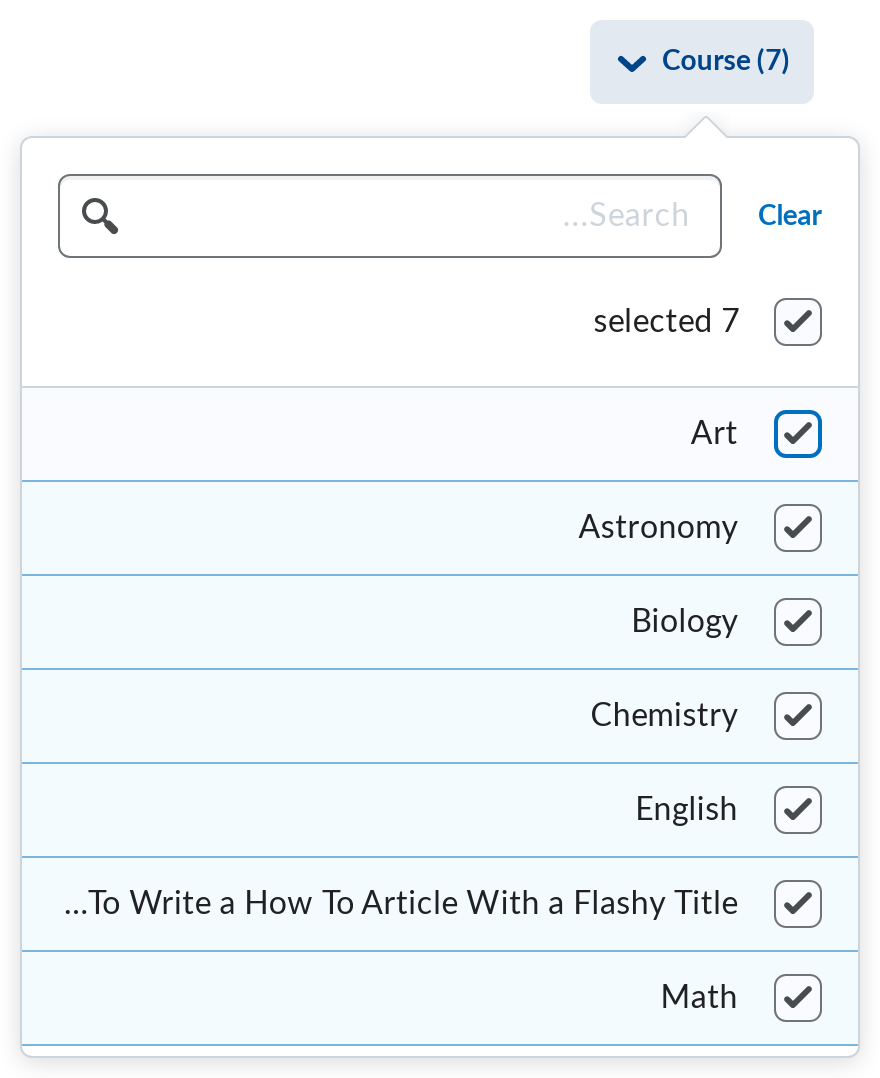 Course (7)
...Search
Clear
selected 7
Art
Astronomy
Biology
Chemistry
English
...To Write a How To Article With a Flashy Title
Math